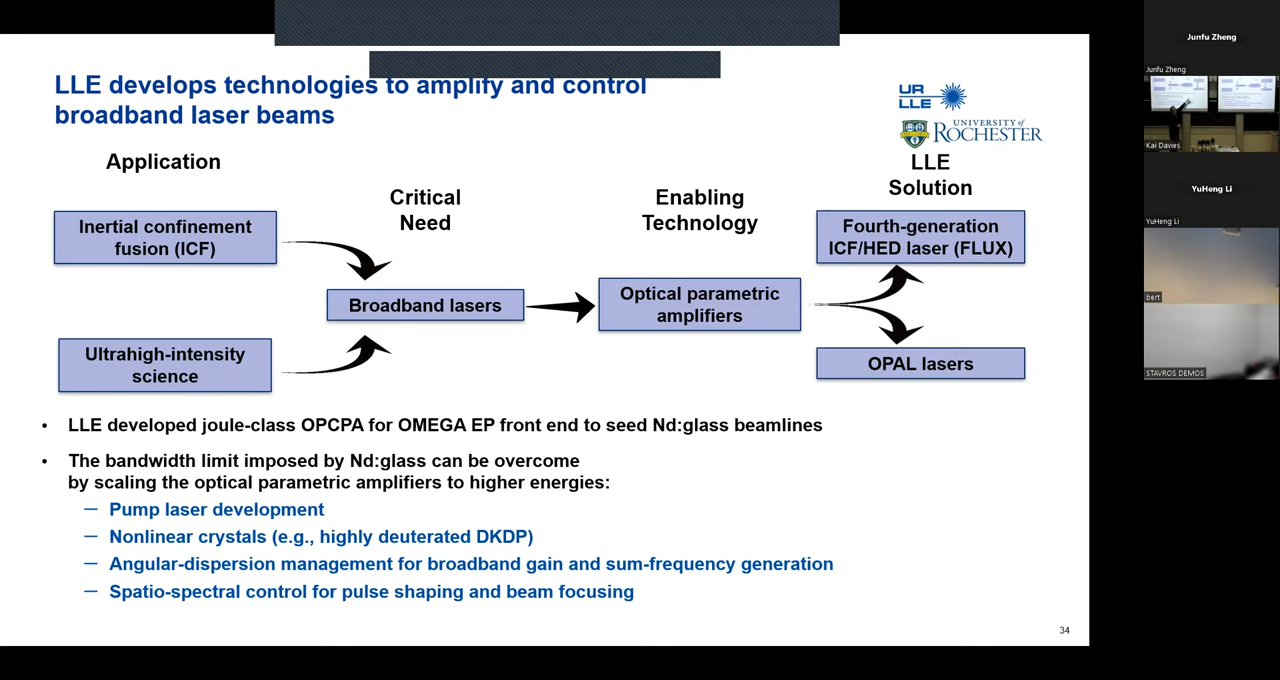 LLE develops technologies to amplify and control
broadband laser beams
UR
LLE
UNIVERSITY of
ROCHESTER
Application
Critical
Need
Enabling
Technology
LLE
Solution
Inertial confinement
fusion (ICF)
Ultrahigh-intensity
science
Broadband lasers
Optical parametric
amplifiers
Fourth-generation
ICF/HED laser (FLUX)
OPAL lasers
• LLE developed joule-class OPCPA for OMEGA EP front end to seed Nd:glass beamlines
• The bandwidth limit imposed by Nd:glass can be overcome
by scaling the optical parametric amplifiers to higher energies:
— Pump laser development
— Nonlinear crystals (e.g., highly deuterated DKDP)
— Angular-dispersion management for broadband gain and sum-frequency generation
— Spatio-spectral control for pulse shaping and beam focusing
34
Junfu Zheng
Junfu Zheng
Kai Davies
YuHeng Li
YuHeng Li
bert
STAVROS DEMOS